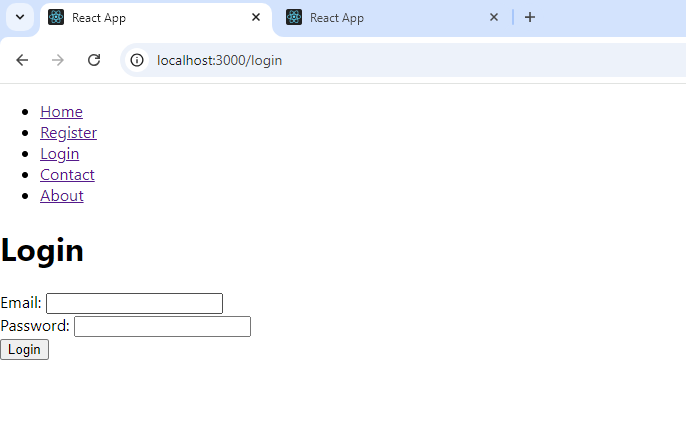 React App
React App
localhost:3000/login
Home
Register
Login
Contact
About
Login
Email:
Password:
Login